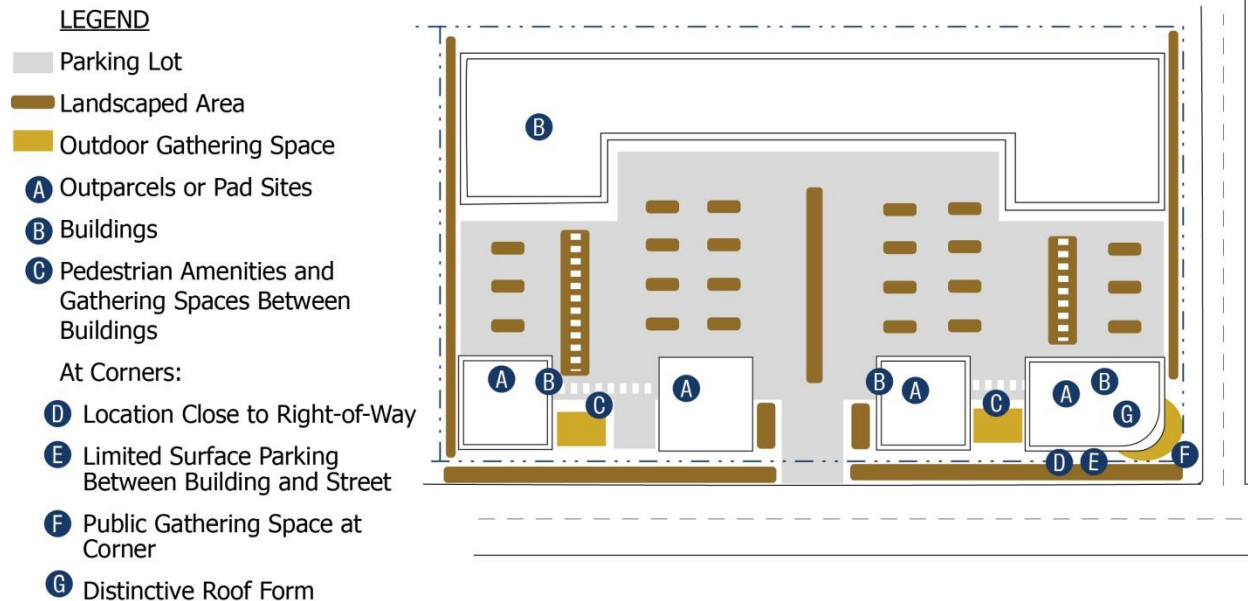 LEGEND
Parking Lot
Landscaped Area
Outdoor Gathering Space
A Outparcels or Pad Sites
B Buildings
C Pedestrian Amenities and
Gathering Spaces Between
Buildings
At Corners:
D Location Close to Right-of-Way
E Limited Surface Parking
Between Building and Street
F Public Gathering Space at
Corner
G Distinctive Roof Form
B
A B C A B A C A B G
D E F